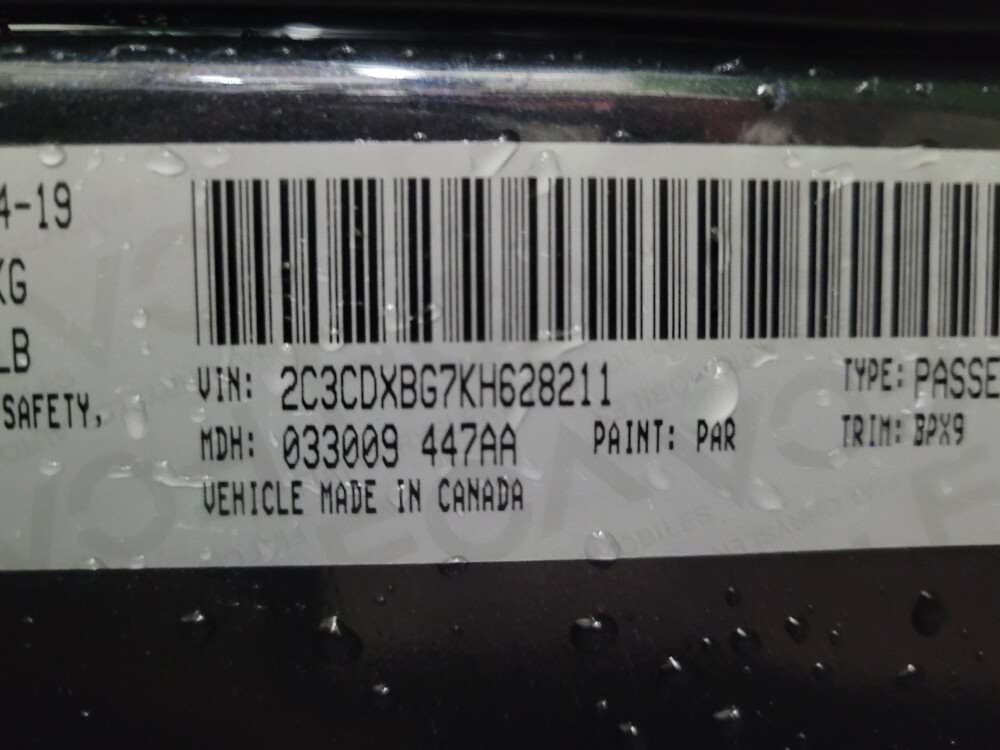 4-19
KG
LB
SAFETY,
VIN: 2C3CDXBG7KH628211
TYPE: PASSE
MDH: 033009 447AA PAINT: PAR
TRIM: BPX9
VEHICLE MADE IN CANADA